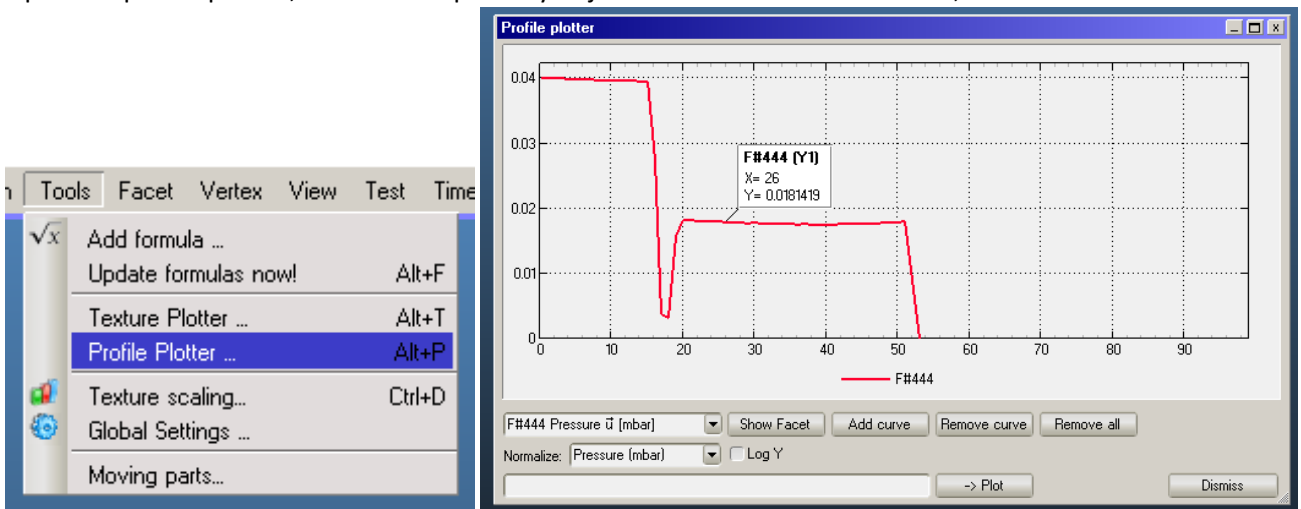 Tools Facet Vertex View Test Time
Add formula ...
Update formulas now! Alt+F
Texture Plotter ... Alt+T
Profile Plotter ... Alt+P
Texture scaling... Ctrl+D
Global Settings ...
Moving parts...
Profile plotter
0.04
0.03
0.02
0.01
0
F#444 (Y1)
X= 26
Y= 0.0181419
0 10 20 30 40 50 60 70 80 90
F#444
F#444 Pressure u⃗ [mbar] Show Facet Add curve Remove curve Remove all
Normalize: Pressure (mbar) Log Y
-> Plot Dismiss